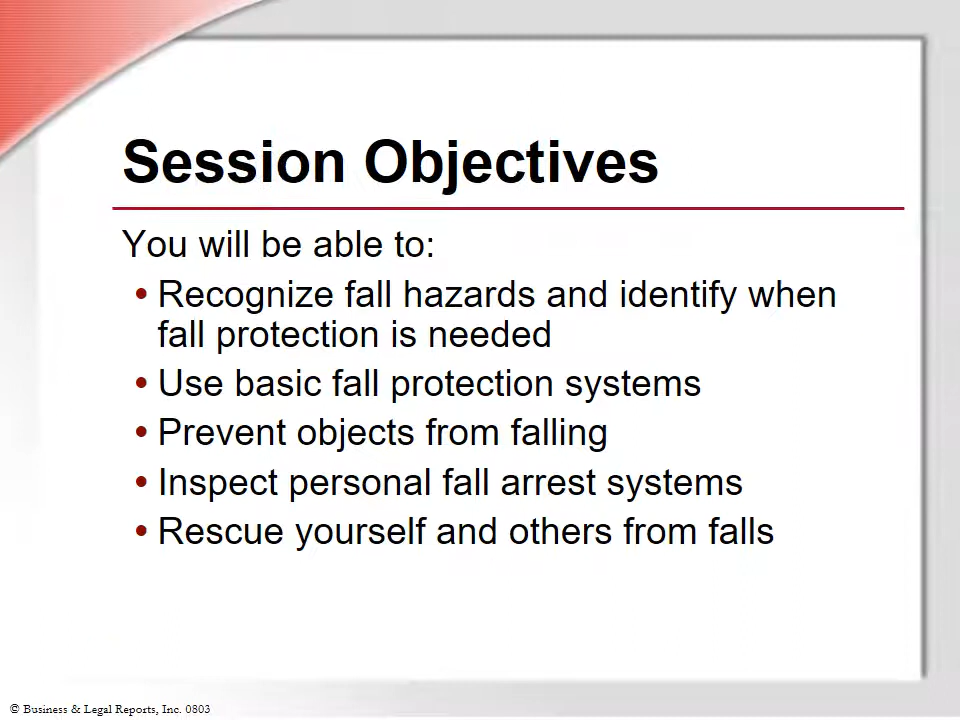 Session Objectives
You will be able to:
• Recognize fall hazards and identify when
fall protection is needed
• Use basic fall protection systems
• Prevent objects from falling
• Inspect personal fall arrest systems
• Rescue yourself and others from falls
© Business & Legal Reports, Inc. 0803